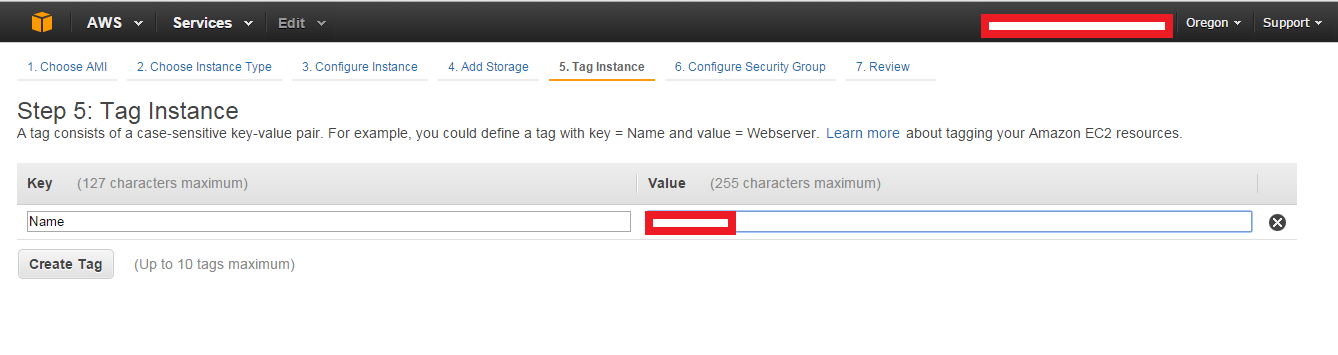 AWS Services Edit Oregon Support
1. Choose AMI 2. Choose Instance Type 3. Configure Instance 4. Add Storage 5. Tag Instance 6. Configure Security Group 7. Review
Step 5: Tag Instance
A tag consists of a case-sensitive key-value pair. For example, you could define a tag with key = Name and value = Webserver. Learn more about tagging your Amazon EC2 resources.
Key (127 characters maximum) Value (255 characters maximum)
Name
Create Tag (Up to 10 tags maximum)